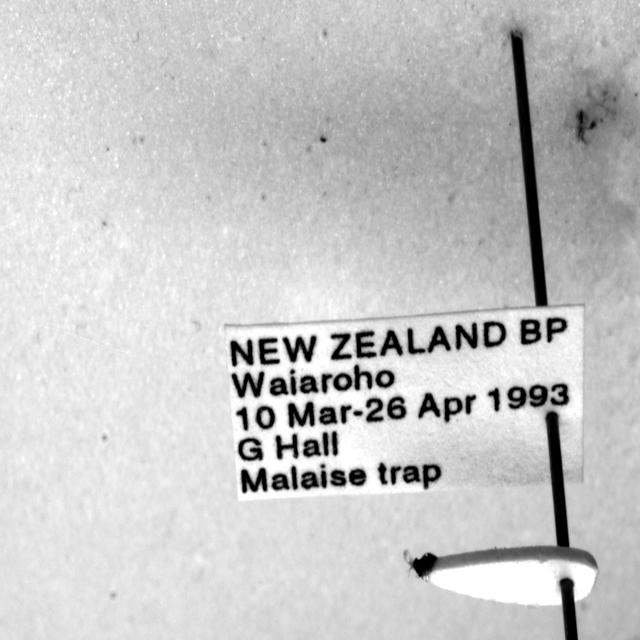 NEW ZEALAND BP
Waiaroho
10 Mar-26 Apr 1993
G Hall
Malaise trap